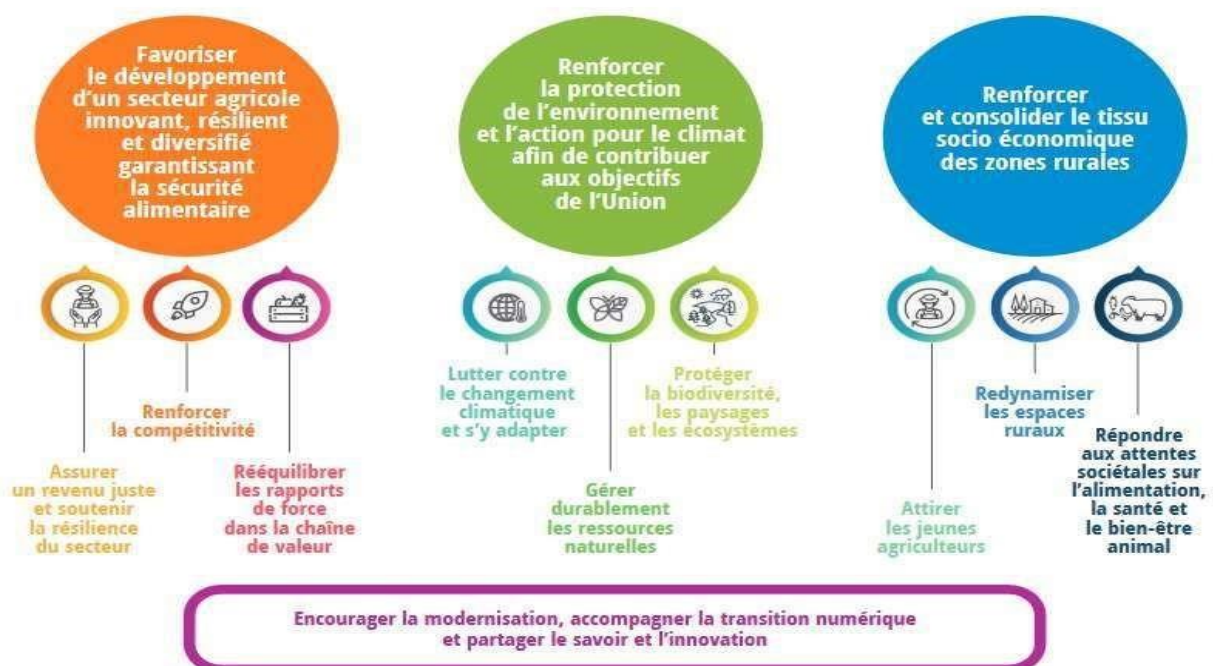 Favoriser
le développement
d'un secteur agricole
innovant, résilient
et diversifié
garantissant
la sécurité
alimentaire
Renforcer
la protection
de l'environnement
et l'action pour le climat
afin de contribuer
aux objectifs
de l'Union
Renforcer
et consolider le tissu
socio économique
des zones rurales
Assurer
un revenu juste
et soutenir
la résilience
du secteur
Renforcer
la compétitivité
Rééquilibrer
les rapports
de force
dans la chaîne
de valeur
Lutter contre
le changement
climatique
et s'y adapter
Gérer
durablement
les ressources
naturelles
Protéger
la biodiversité,
les paysages
et les écosystèmes
Attirer
les jeunes
agriculteurs
Redynamiser
les espaces
ruraux
Répondre
aux attentes
sociétales sur
l'alimentation,
la santé et
le bien-être
animal
Encourager la modernisation, accompagner la transition numérique
et partager le savoir et l'innovation